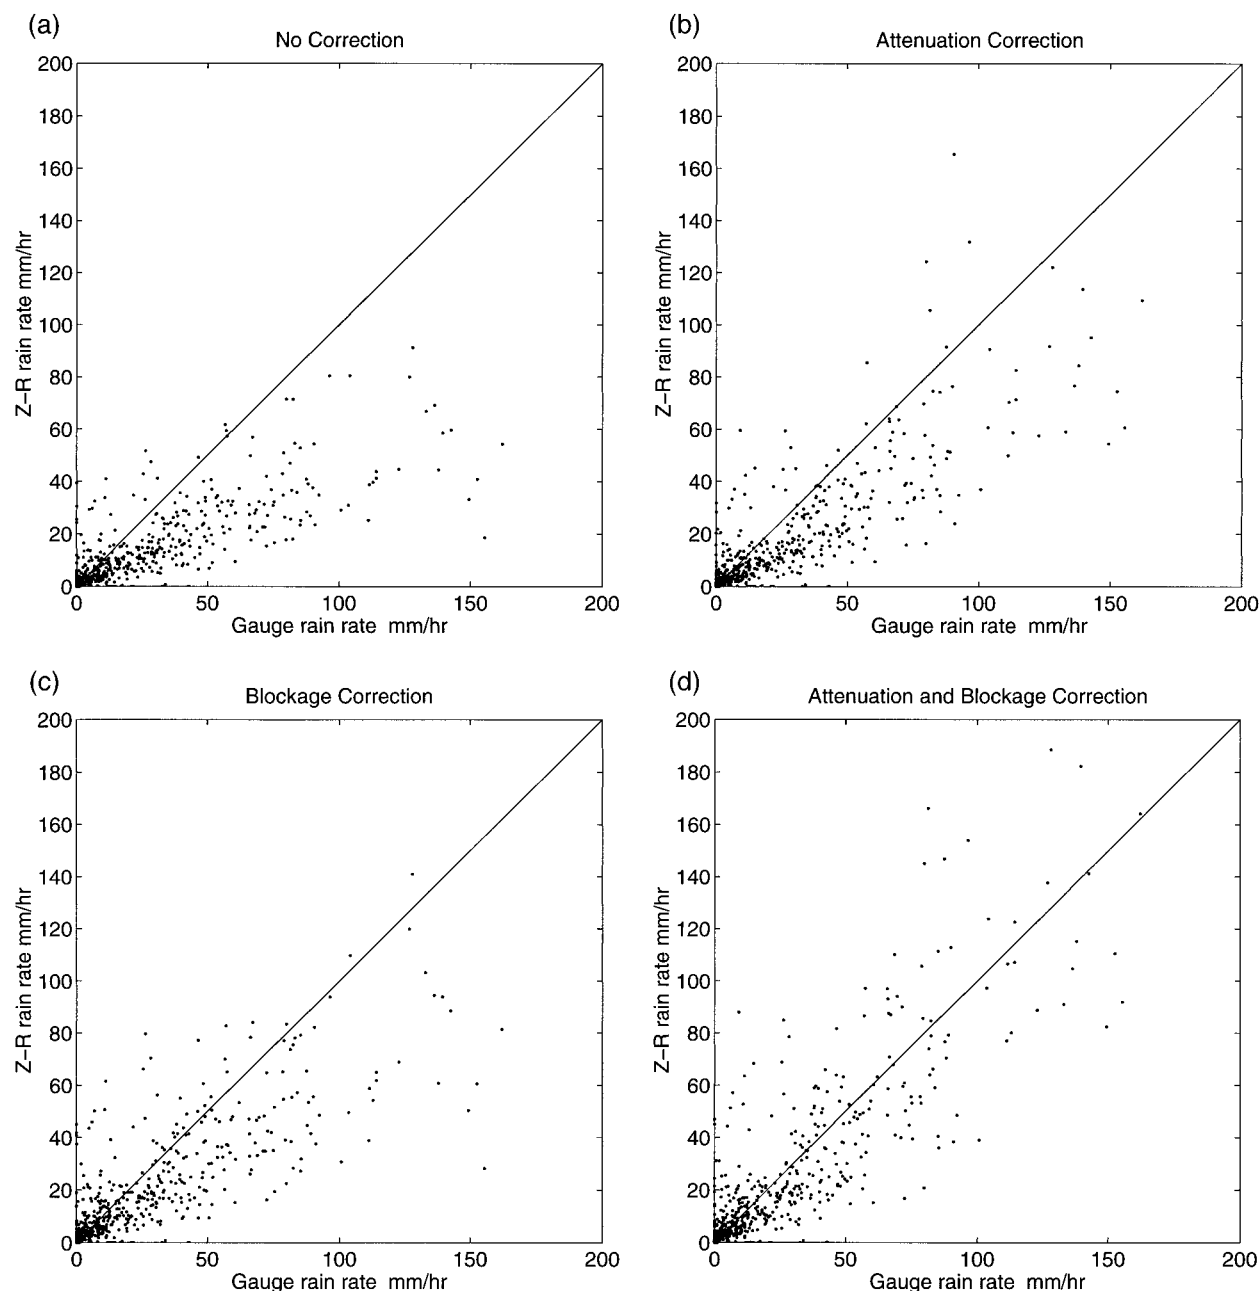 (a)
No Correction
200
180
160
140
120
100
80
60
40
20
0
Z–R rain rate mm/hr
0 50 100 150 200
Gauge rain rate mm/hr
(b)
Attenuation Correction
200
180
160
140
120
100
80
60
40
20
0
Z–R rain rate mm/hr
0 50 100 150 200
Gauge rain rate mm/hr
(c)
Blockage Correction
200
180
160
140
120
100
80
60
40
20
0
Z–R rain rate mm/hr
0 50 100 150 200
Gauge rain rate mm/hr
(d)
Attenuation and Blockage Correction
200
180
160
140
120
100
80
60
40
20
0
Z–R rain rate mm/hr
0 50 100 150 200
Gauge rain rate mm/hr